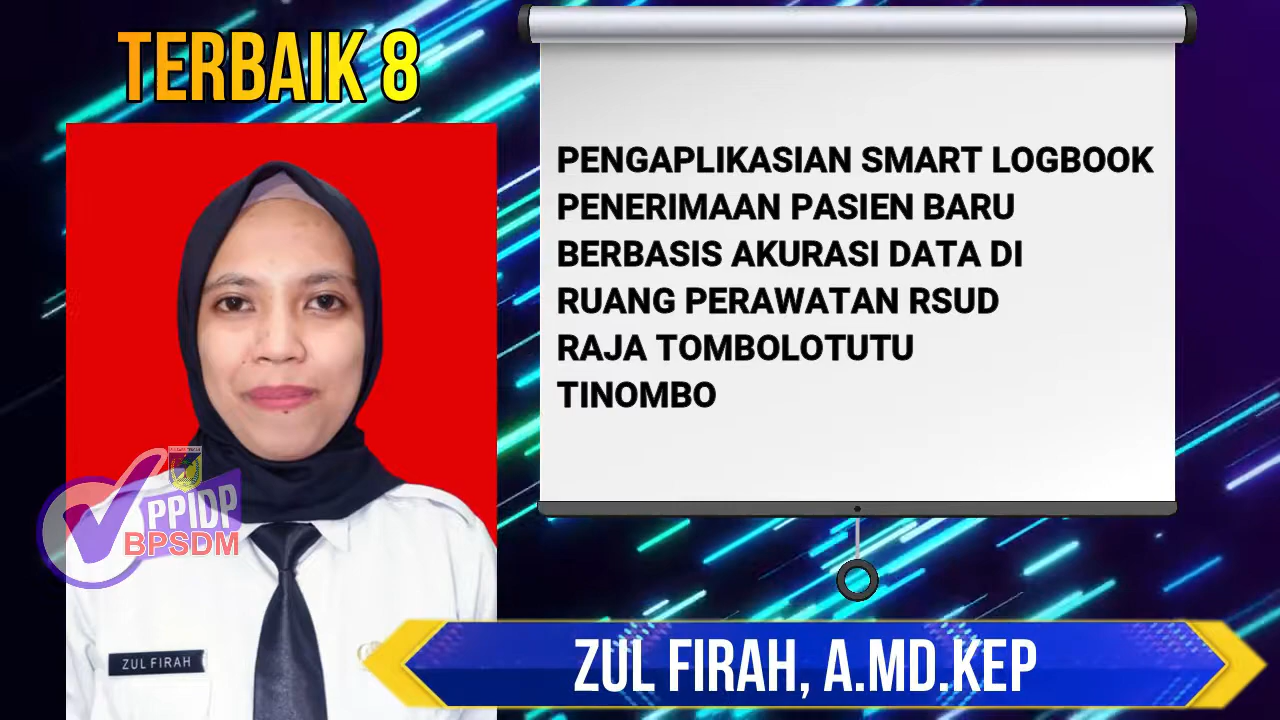 TERBAIK 8
PENGAPLIKASIAN SMART LOGBOOK
PENERIMAAN PASIEN BARU
BERBASIS AKURASI DATA DI
RUANG PERAWATAN RSUD
RAJA TOMBOLOTUTU
TINOMBO
PPIDP
BPSDM
ZUL FIRAH
ZUL FIRAH, A.MD.KEP